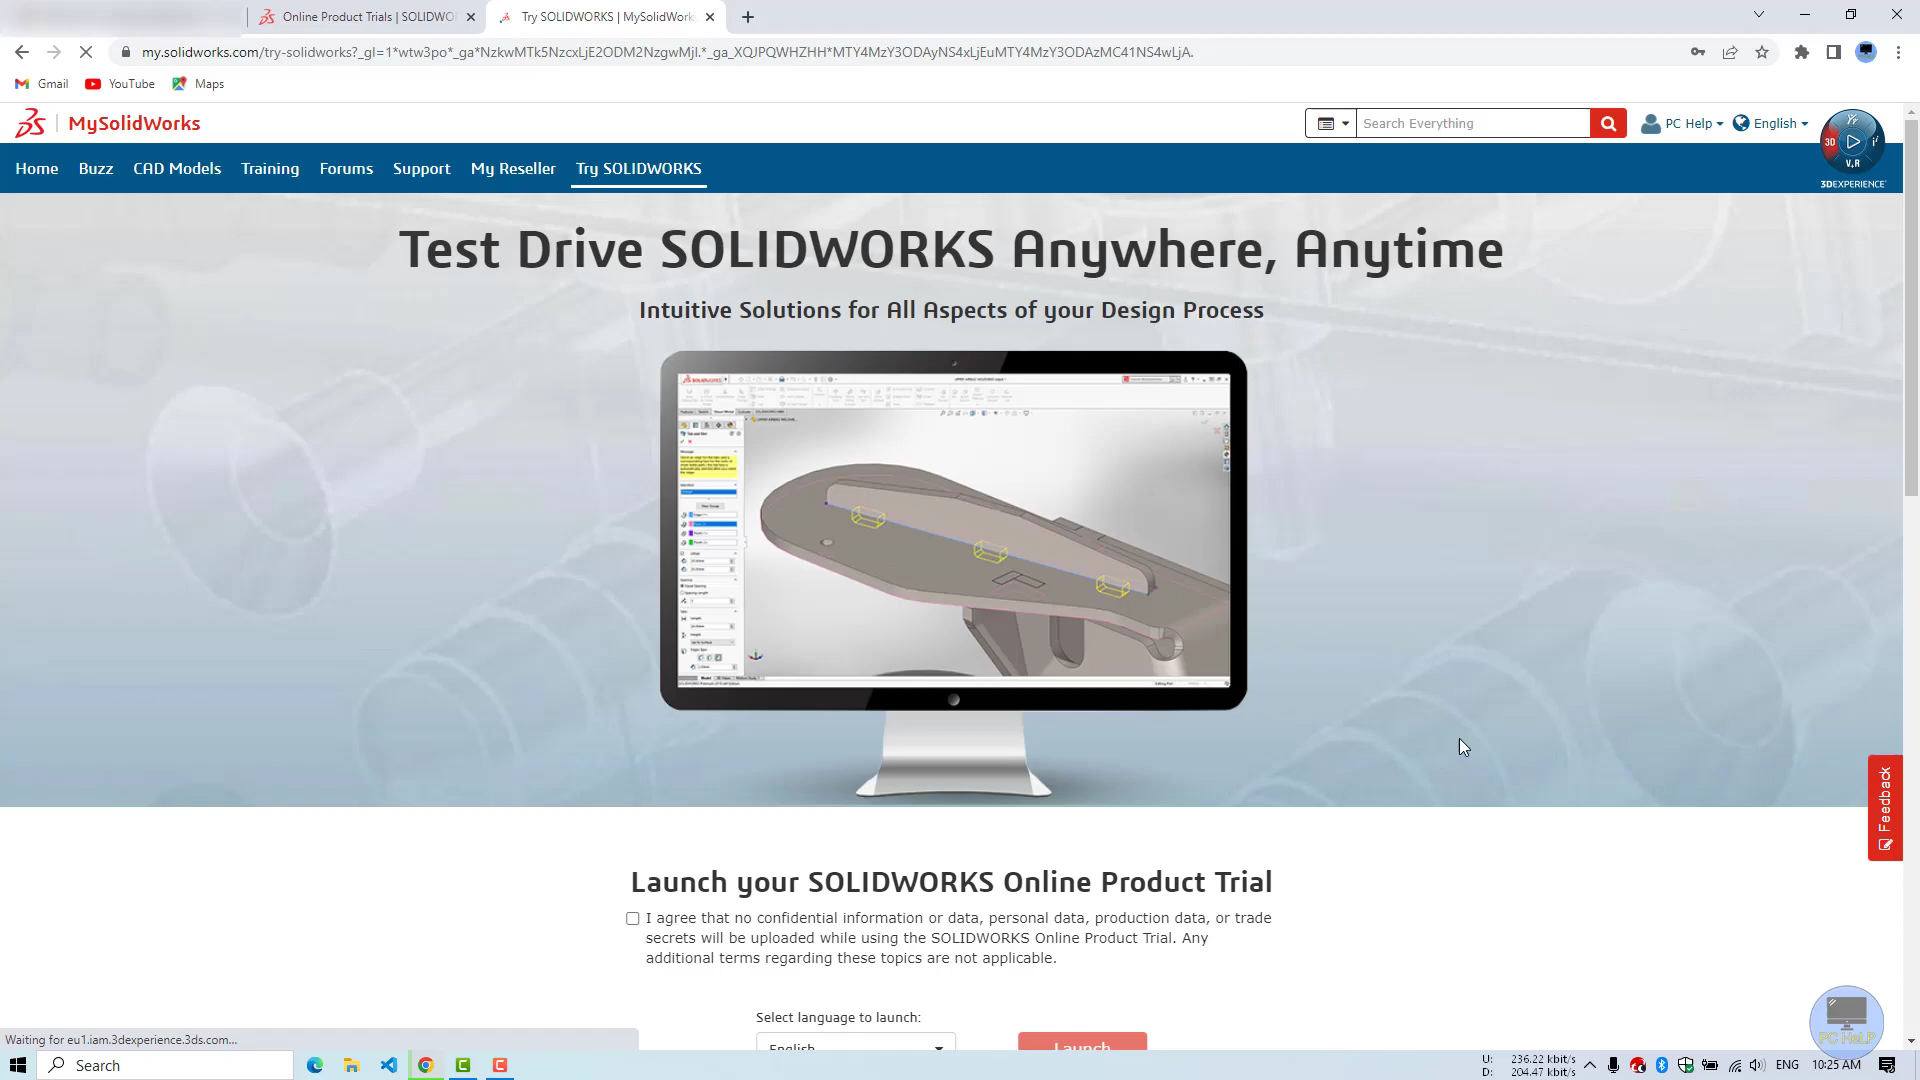 Online Product Trials | SOLIDWO
Try SOLIDWORKS | MySolidWork
my.solidworks.com/try-solidworks?_gl=1*wtw3po*_ga*NzkwMTk5NzcxLjE2ODM2NzgwMjI.*_ga_XQJPQWHZHH*MTY4MzY3ODAyNS4xLjEuMTY4MzY3ODAzMC41NS4wLjA.
Gmail
YouTube
Maps
MySolidWorks
Search Everything
PC Help
English
Home
Buzz
CAD Models
Training
Forums
Support
My Reseller
Try SOLIDWORKS
3D
V,R
3DEXPERIENCE
Test Drive SOLIDWORKS Anywhere, Anytime
Intuitive Solutions for All Aspects of your Design Process
Feedback
Launch your SOLIDWORKS Online Product Trial
I agree that no confidential information or data, personal data, production data, or trade
secrets will be uploaded while using the SOLIDWORKS Online Product Trial. Any
additional terms regarding these topics are not applicable.
Select language to launch:
English
Launch
PC HeLP
Waiting for eu1.iam.3dexperience.3ds.com...
Search
U: 236.22 kbit/s
D: 204.47 kbit/s
ENG
10:25 AM